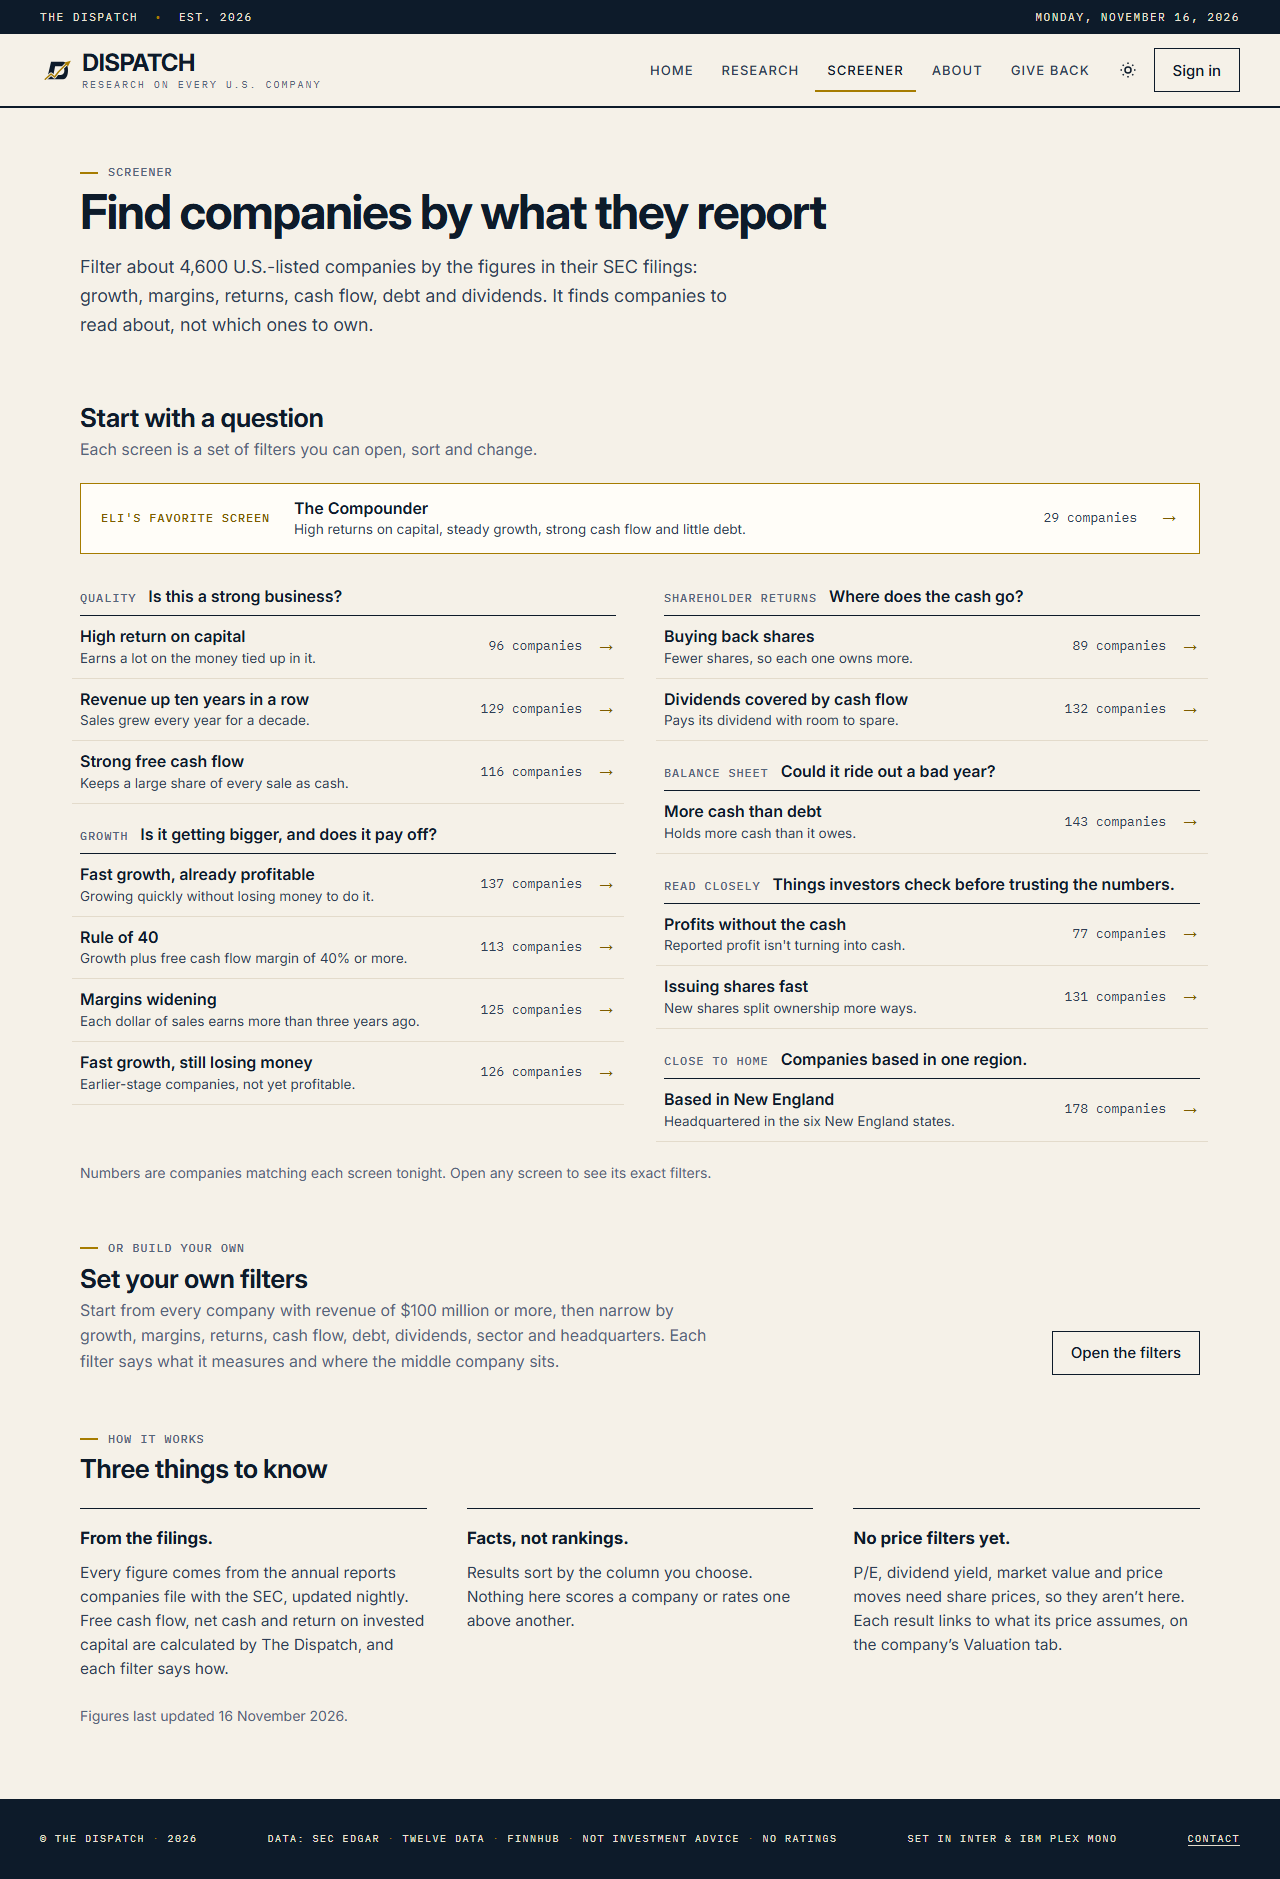 THE DISPATCH • EST. 2026
MONDAY, NOVEMBER 16, 2026
DISPATCH
RESEARCH ON EVERY U.S. COMPANY
HOME RESEARCH SCREENER ABOUT GIVE BACK
Sign in
SCREENER
Find companies by what they report
Filter about 4,600 U.S.-listed companies by the figures in their SEC filings:
growth, margins, returns, cash flow, debt and dividends. It finds companies to
read about, not which ones to own.
Start with a question
Each screen is a set of filters you can open, sort and change.
ELI'S FAVORITE SCREEN
The Compounder
High returns on capital, steady growth, strong cash flow and little debt.
29 companies →
QUALITY Is this a strong business?
High return on capital
Earns a lot on the money tied up in it.
96 companies →
Revenue up ten years in a row
Sales grew every year for a decade.
129 companies →
Strong free cash flow
Keeps a large share of every sale as cash.
116 companies →
GROWTH Is it getting bigger, and does it pay off?
Fast growth, already profitable
Growing quickly without losing money to do it.
137 companies →
Rule of 40
Growth plus free cash flow margin of 40% or more.
113 companies →
Margins widening
Each dollar of sales earns more than three years ago.
125 companies →
Fast growth, still losing money
Earlier-stage companies, not yet profitable.
126 companies →
SHAREHOLDER RETURNS Where does the cash go?
Buying back shares
Fewer shares, so each one owns more.
89 companies →
Dividends covered by cash flow
Pays its dividend with room to spare.
132 companies →
BALANCE SHEET Could it ride out a bad year?
More cash than debt
Holds more cash than it owes.
143 companies →
READ CLOSELY Things investors check before trusting the numbers.
Profits without the cash
Reported profit isn't turning into cash.
77 companies →
Issuing shares fast
New shares split ownership more ways.
131 companies →
CLOSE TO HOME Companies based in one region.
Based in New England
Headquartered in the six New England states.
178 companies →
Numbers are companies matching each screen tonight. Open any screen to see its exact filters.
OR BUILD YOUR OWN
Set your own filters
Start from every company with revenue of $100 million or more, then narrow by
growth, margins, returns, cash flow, debt, dividends, sector and headquarters. Each
filter says what it measures and where the middle company sits.
Open the filters
HOW IT WORKS
Three things to know
From the filings.
Every figure comes from the annual reports
companies file with the SEC, updated nightly.
Free cash flow, net cash and return on invested
capital are calculated by The Dispatch, and
each filter says how.
Facts, not rankings.
Results sort by the column you choose.
Nothing here scores a company or rates one
above another.
No price filters yet.
P/E, dividend yield, market value and price
moves need share prices, so they aren’t here.
Each result links to what its price assumes, on
the company’s Valuation tab.
Figures last updated 16 November 2026.
© THE DISPATCH · 2026
DATA: SEC EDGAR · TWELVE DATA · FINNHUB · NOT INVESTMENT ADVICE · NO RATINGS
SET IN INTER & IBM PLEX MONO
CONTACT